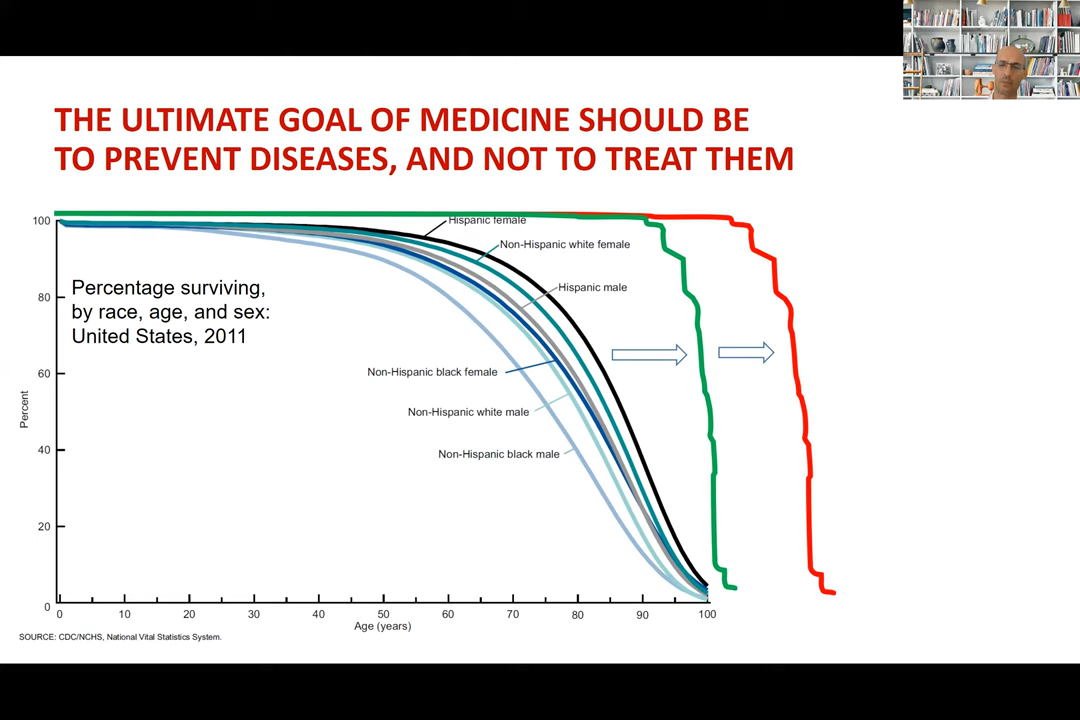 THE ULTIMATE GOAL OF MEDICINE SHOULD BE
TO PREVENT DISEASES, AND NOT TO TREAT THEM
Percentage surviving,
by race, age, and sex:
United States, 2011
Hispanic female
Non-Hispanic white female
Hispanic male
Non-Hispanic black female
Non-Hispanic white male
Non-Hispanic black male
Percent
100
80
60
40
20
0
0 10 20 30 40 50 60 70 80 90 100
Age (years)
SOURCE: CDC/NCHS, National Vital Statistics System.